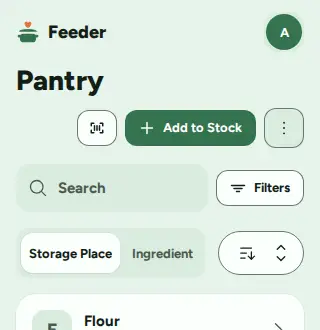 Feeder
A
Pantry
Add to Stock
Search
Filters
Storage Place
Ingredient
F
Flour